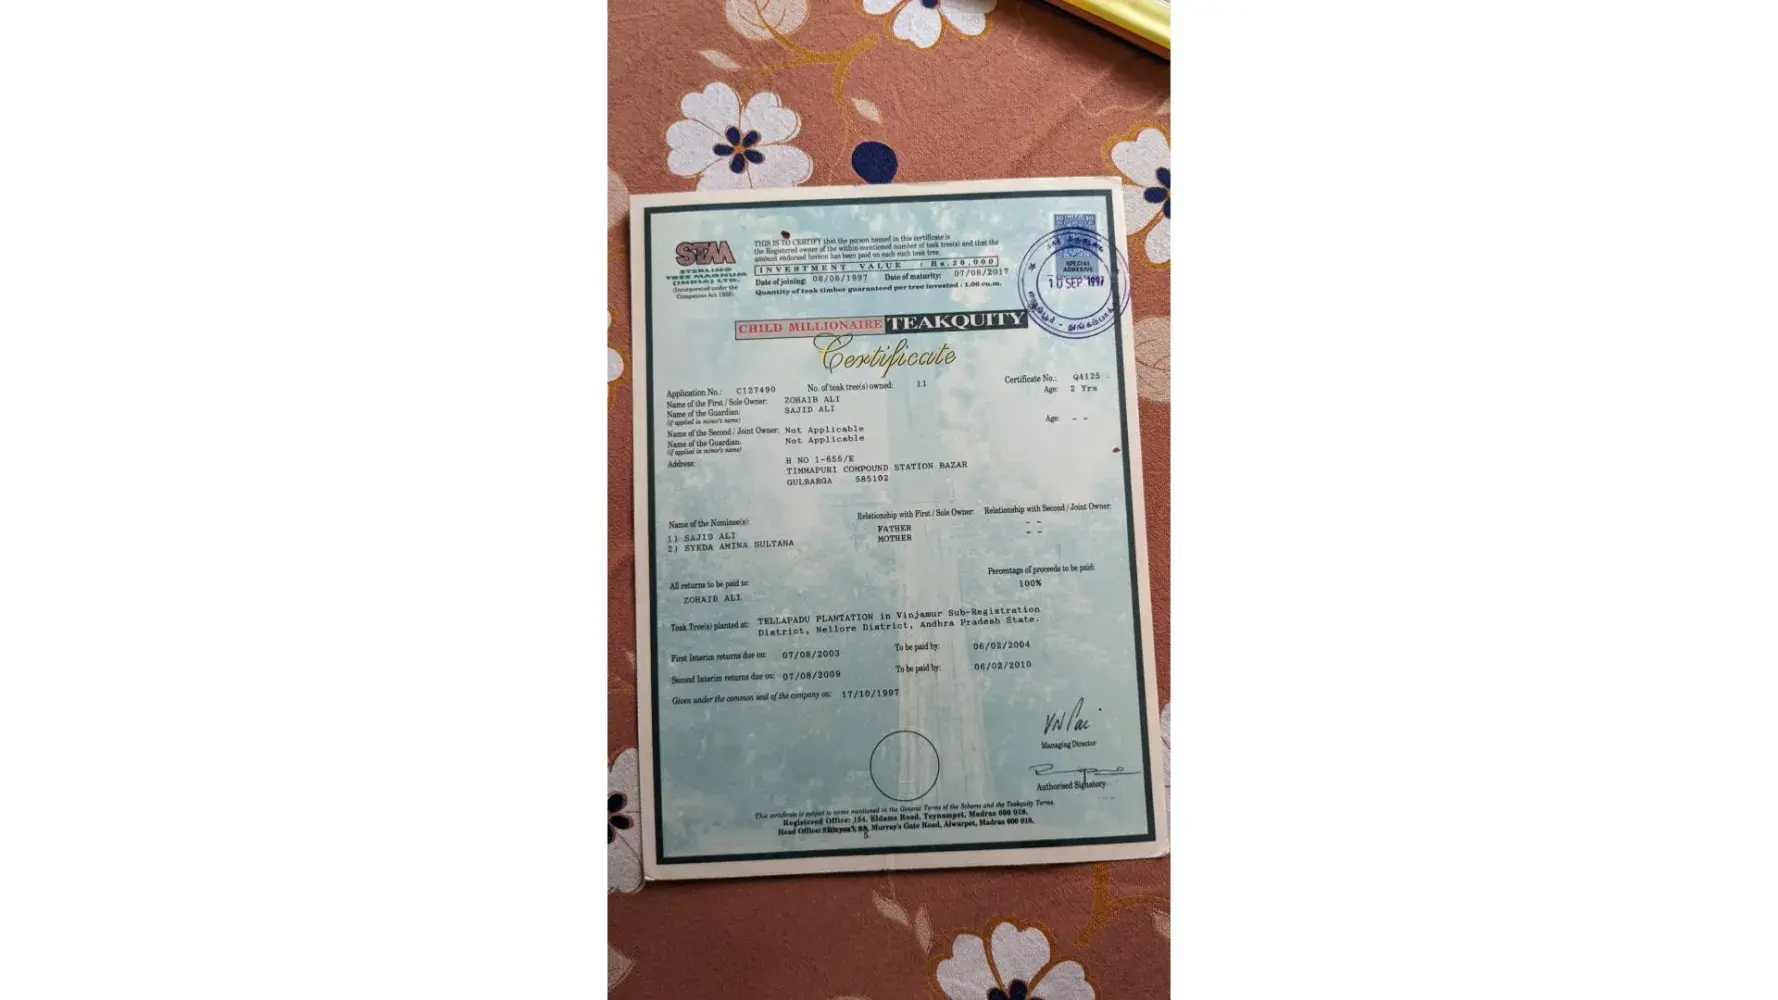 STM
STERLING
TREE MAGNUM
(INDIA) LTD.
(Incorporated under the
Companies Act 1956)
THIS IS TO CERTIFY that the person named in this certificate is
the Registered owner of the within-mentioned number of teak tree(s) and that the
amount endorsed hereon has been paid on each such teak tree.
INVESTMENT VALUE : Rs.20,000
Date of joining: 08/08/1997 Date of maturity: 07/08/2017
Quantity of teak timber guaranteed per tree invested : 1.06 cu.m.
SPECIAL
ADHESIVE
10 SEP 1997
CHILD MILLIONAIRE TEAKQUITY
Certificate
Application No.: C127490 No. of teak tree(s) owned: 11 Certificate No.: Q4125
Name of the First / Sole Owner: ZOHAIB ALI Age: 2 Yrs
Name of the Guardian: SAJID ALI
(if applied in minor's name)
Name of the Second / Joint Owner: Not Applicable Age: - -
Name of the Guardian: Not Applicable
(if applied in minor's name)
Address: H NO 1-656/E
TIMMAPURI COMPOUND STATION BAZAR
GULBARGA 585102
Name of the Nominee(s): Relationship with First / Sole Owner: Relationship with Second / Joint Owner:
1) SAJID ALI FATHER - -
2) SYEDA AMINA SULTANA MOTHER - -
All returns to be paid to: Percentage of proceeds to be paid:
ZOHAIB ALI 100%
Teak Tree(s) planted at: TELLAPADU PLANTATION in Vinjamur Sub-Registration
District, Nellore District, Andhra Pradesh State.
First Interim returns due on: 07/08/2003 To be paid by: 06/02/2004
Second Interim returns due on: 07/08/2009 To be paid by: 06/02/2010
Given under the common seal of the company on: 17/10/1997
VN Pai
Managing Director
Authorised Signatory
This certificate is subject to terms mentioned in the General Terms of the Scheme and the Teakquity Terms.
Registered Office: 154, Eldams Road, Teynampet, Madras 600 018.
Head Office: Murray's Gate Road, Alwarpet, Madras 600 018.
5.